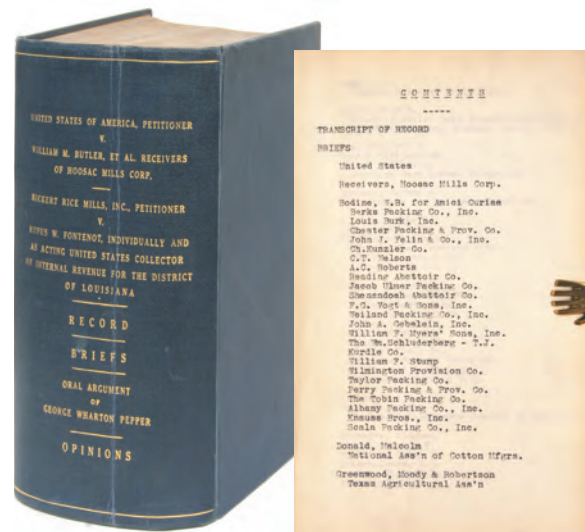 UNITED STATES OF AMERICA, PETITIONER
V.
WILLIAM M. BUTLER, ET AL. RECEIVERS
OF HOOSAC MILLS CORP.
RICKERT RICE MILLS, INC., PETITIONER
V.
RUFUS W. FONTENOT, INDIVIDUALLY AND
AS ACTING UNITED STATES COLLECTOR
OF INTERNAL REVENUE FOR THE DISTRICT
OF LOUISIANA
RECORD
BRIEFS
ORAL ARGUMENT
OF
GEORGE WHARTON PEPPER
OPINIONS
CONTENTS
-----
TRANSCRIPT OF RECORD
BRIEFS
United States
Receivers, Hoosac Mills Corp.
Bodine, W.B. for Amici Curiae
Berks Packing Co., Inc.
Louis Burk, Inc.
Chester Packing & Prov. Co.
John J. Felin & Co., Inc.
Ch.Kunzler Co.
C.T. Nelson
A.C. Roberts
Reading Abattoir Co.
Jacob Ulmer Packing Co.
Shenandoah Abattoir Co.
F.G. Vogt & Sons, Inc.
Weiland Packing Co., Inc.
John A. Gebelein, Inc.
William F. Myers' Sons, Inc.
The Wm.Schluderberg - T.J.
Kurdle Co.
William F. Stump
Wilmington Provision Co.
Taylor Packing Co.
Perry Packing & Prov. Co.
The Tobin Packing Co.
Albany Packing Co., Inc.
Knauss Bros., Inc.
Scala Packing Co., Inc.
Donald, Malcolm
National Ass'n of Cotton Mfgrs.
Greenwood, Moody & Robertson
Texas Agricultural Ass'n